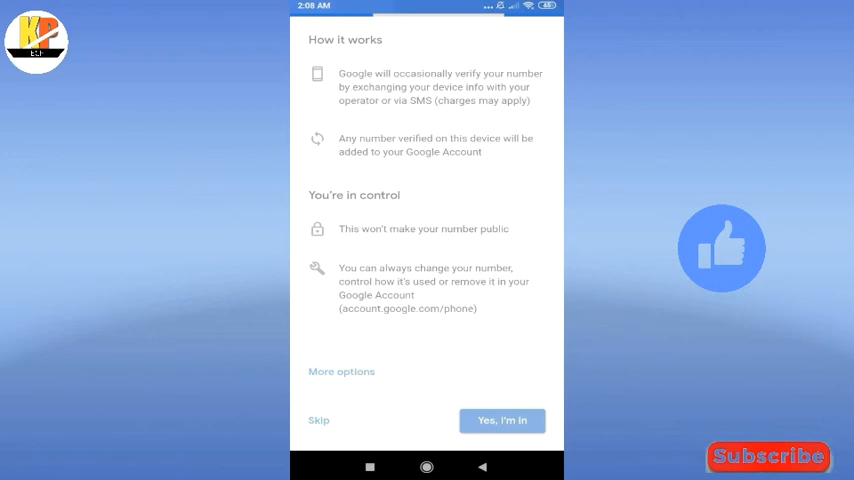 2:08 AM
65
KP
TECH
How it works
Google will occasionally verify your number
by exchanging your device info with your
operator or via SMS (charges may apply)
Any number verified on this device will be
added to your Google Account
You're in control
This won't make your number public
You can always change your number,
control how it's used or remove it in your
Google Account
(account.google.com/phone)
More options
Skip
Yes, I'm in
Subscribe